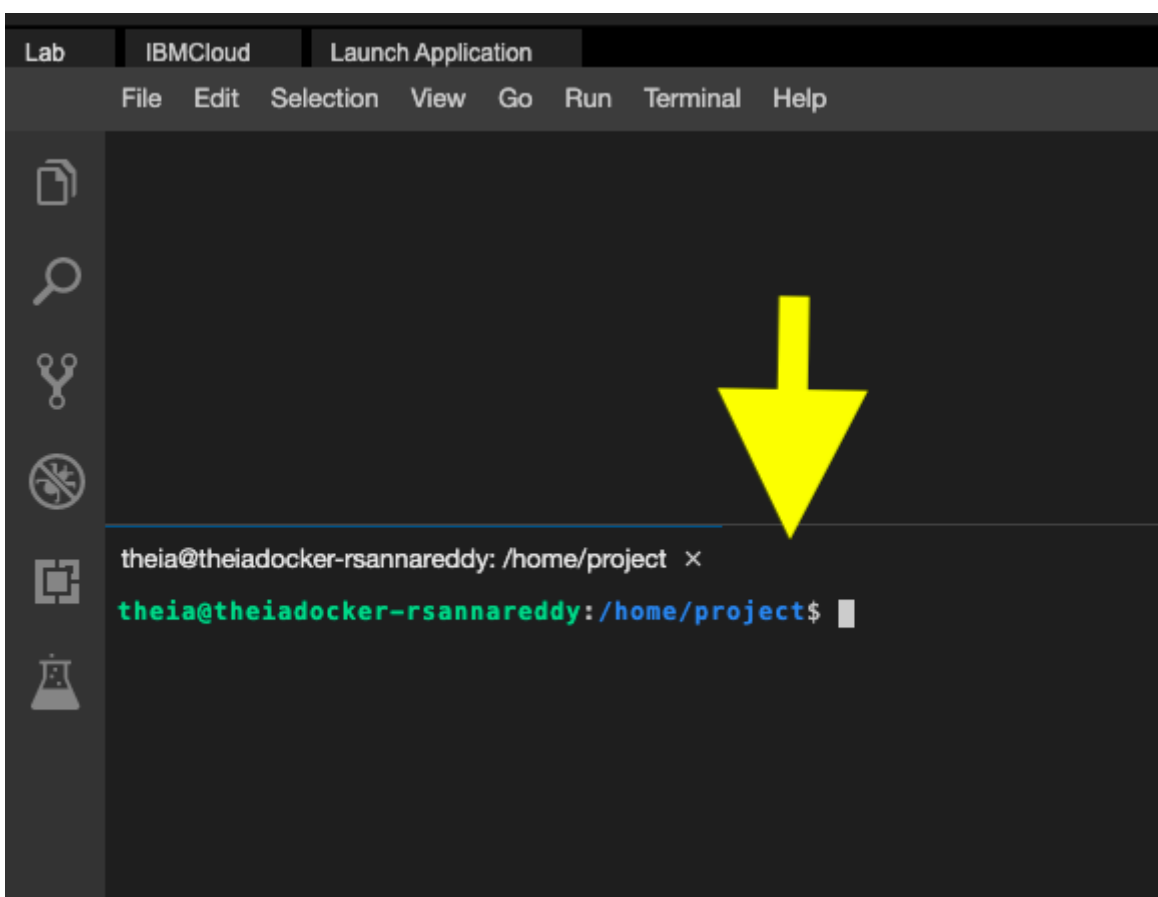 Lab IBMCloud Launch Application
File Edit Selection View Go Run Terminal Help
theia@theiadocker-rsannareddy: /home/project ×
theia@theiadocker-rsannareddy:/home/project$